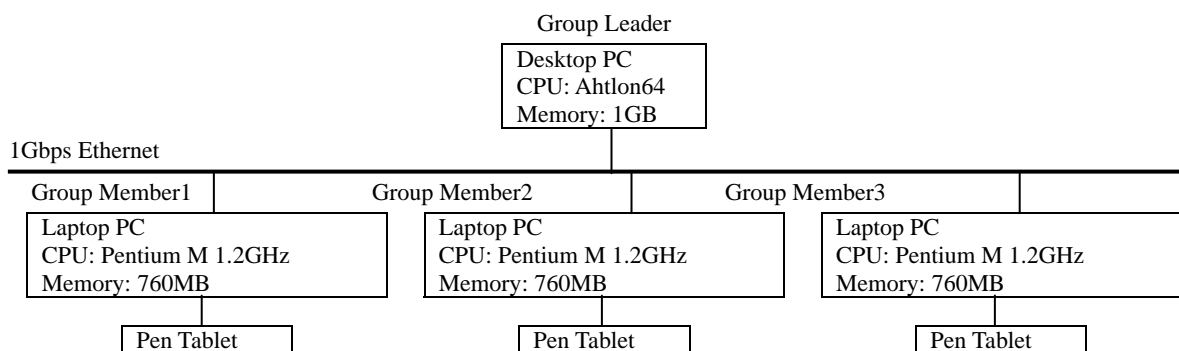 Group Leader
Desktop PC
CPU: Ahtlon64
Memory: 1GB
1Gbps Ethernet
Group Member1
Group Member2
Group Member3
Laptop PC
CPU: Pentium M 1.2GHz
Memory: 760MB
Laptop PC
CPU: Pentium M 1.2GHz
Memory: 760MB
Laptop PC
CPU: Pentium M 1.2GHz
Memory: 760MB
Pen Tablet
Pen Tablet
Pen Tablet